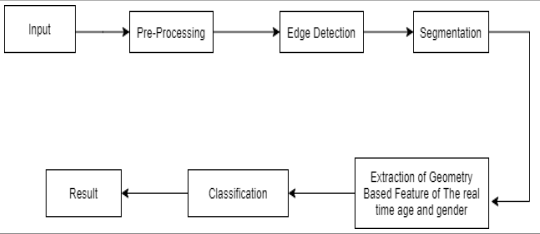 Input
Pre-Processing
Edge Detection
Segmentation
Extraction of Geometry
Based Feature of The real
time age and gender
Classification
Result